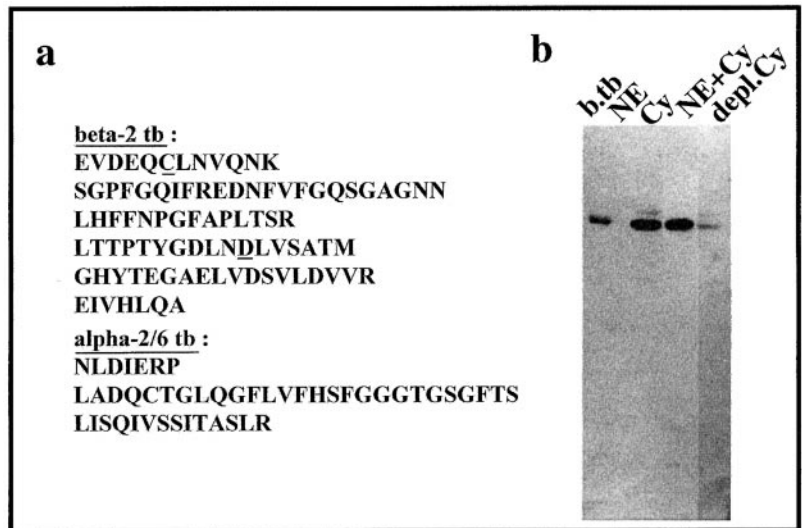 a
beta-2 tb :
EVDEQCLNVQNK
SGPFGQIFREDNFVFGQSGAGNN
LHFFNPGFAPLTSR
LTTPTYGDLNDLVSATM
GHYTEGAELVDSVLDVVR
EIVHLQA
alpha-2/6 tb :
NLDIERP
LADQCTGLQGFLVFHSFGGGTGSGFTS
LISQIVSSITASLR
b
b.tb
NE
Cy
NE+Cy
depl.Cy